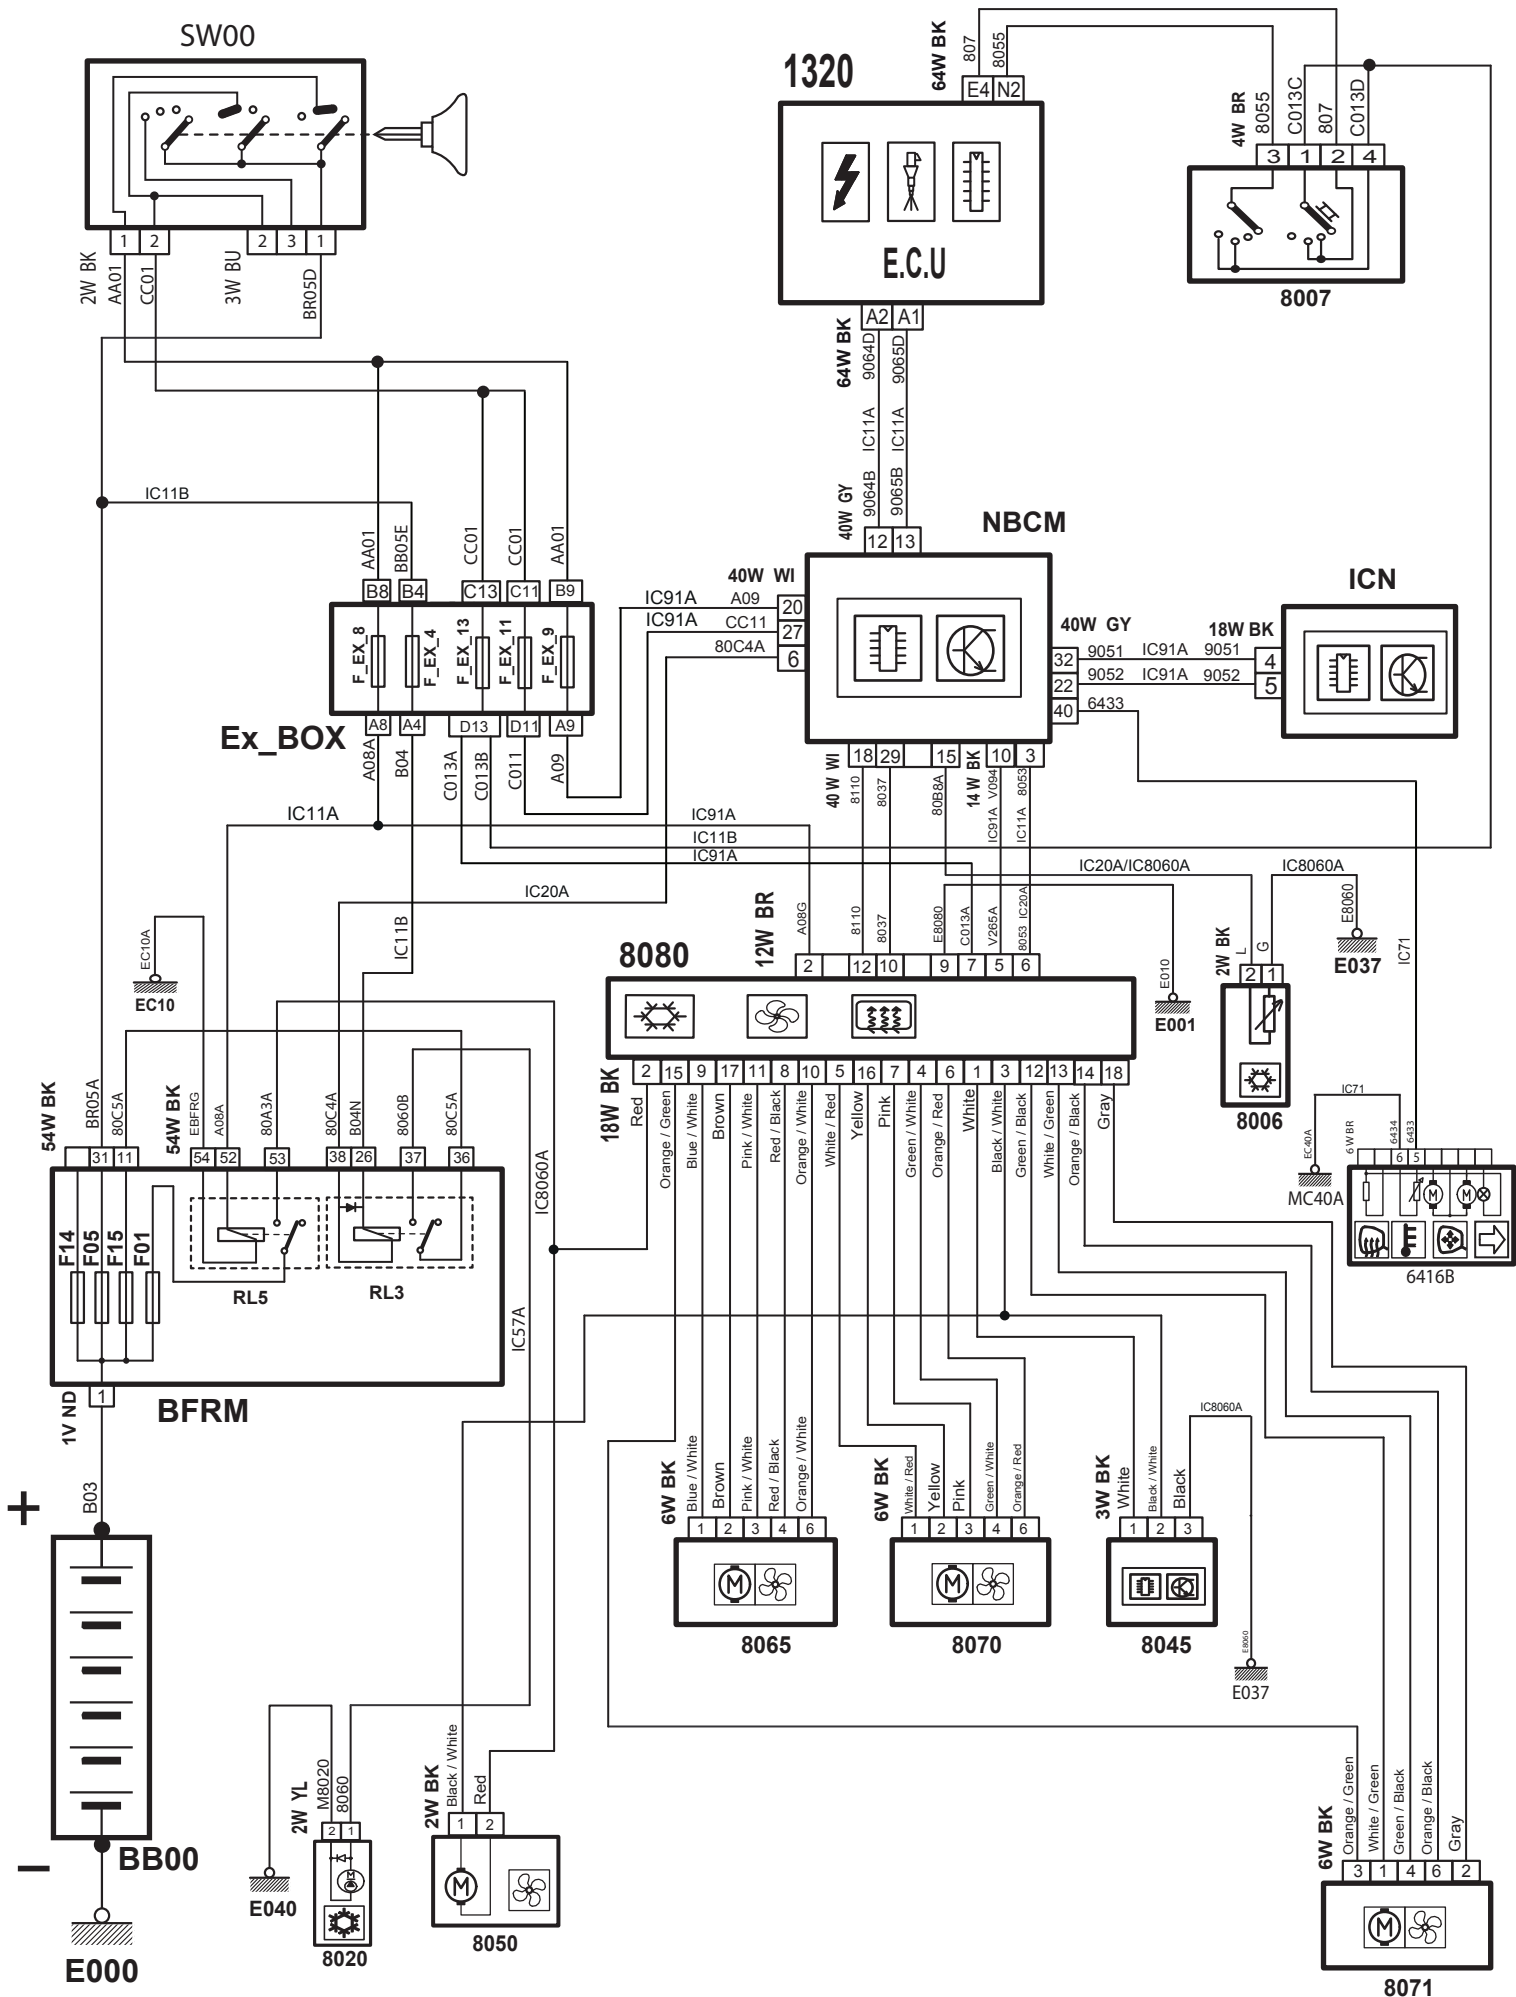 SW00
1 2 2 3 1
2W BK
AA01
CC01
3W BU
BR05D
1320
64W BK
807
8055
E4 N2
E.C.U
A2 A1
64W BK
9064D
9065D
IC11A
IC11A
40W GY
9064B
9065B
12 13
4W BR
8055
C013C
807
C013D
3 1 2 4
8007
IC11B
AA01
BB05E
CC01
CC01
AA01
B8 B4 C13 C11 B9
F_EX_8
F_EX_4
F_EX_13
F_EX_11
F_EX_9
A8 A4 D13 D11 A9
Ex_BOX
A08A
B04
C013A
C013B
C011
A09
NBCM
40W WI
IC91A A09 20
IC91A CC11 27
80C4A 6
40W GY
32 9051 IC91A 9051 4
22 9052 IC91A 9052 5
40 6433
18W BK
ICN
18 29 15 10 3
40 W WI
8110
8037
80B8A
14 W BK
IC91A V094
IC11A 8053
IC11A
IC91A
IC11B
IC91A
IC20A
IC20A/IC8060A
IC8060A
E8060
E037
IC71
EC10A
EC10
IC11B
8080
12W BR
A08G
8110
8037
E8080
C013A
V265A
8053 IC20A
2 12 10 9 7 5 6
E010
E001
2W BK
L
G
2 1
8006
IC71
EC40A
MC40A
6 W BR
6434
6433
6 5
M M
6416B
54W BK
BR05A
80C5A
54W BK
EBFRG
A08A
80A3A
80C4A
B04N
8060B
80C5A
31 11 54 52 53 38 26 37 36
F14
F05
F15
F01
RL5
RL3
IC8060A
IC57A
1
BFRM
1V ND
B03
+
BB00
−
E000
18W BK
2 15 9 17 11 8 10 5 16 7 4 6 1 3 12 13 14 18
Red
Orange / Green
Blue / White
Brown
Pink / White
Red / Black
Orange / White
White / Red
Yellow
Pink
Green / White
Orange / Red
White
Black / White
Green / Black
White / Green
Orange / Black
Gray
6W BK
Blue / White
Brown
Pink / White
Red / Black
Orange / White
1 2 3 4 6
M
8065
6W BK
White / Red
Yellow
Pink
Green / White
Orange / Red
1 2 3 4 6
M
8070
3W BK
White
Black / White
Black
1 2 3
8045
IC8060A
E8060
E037
2W YL
M8020
8060
2 1
M
8020
E040
2W BK
Black / White
Red
1 2
M
8050
6W BK
Orange / Green
White / Green
Green / Black
Orange / Black
Gray
3 1 4 6 2
M
8071